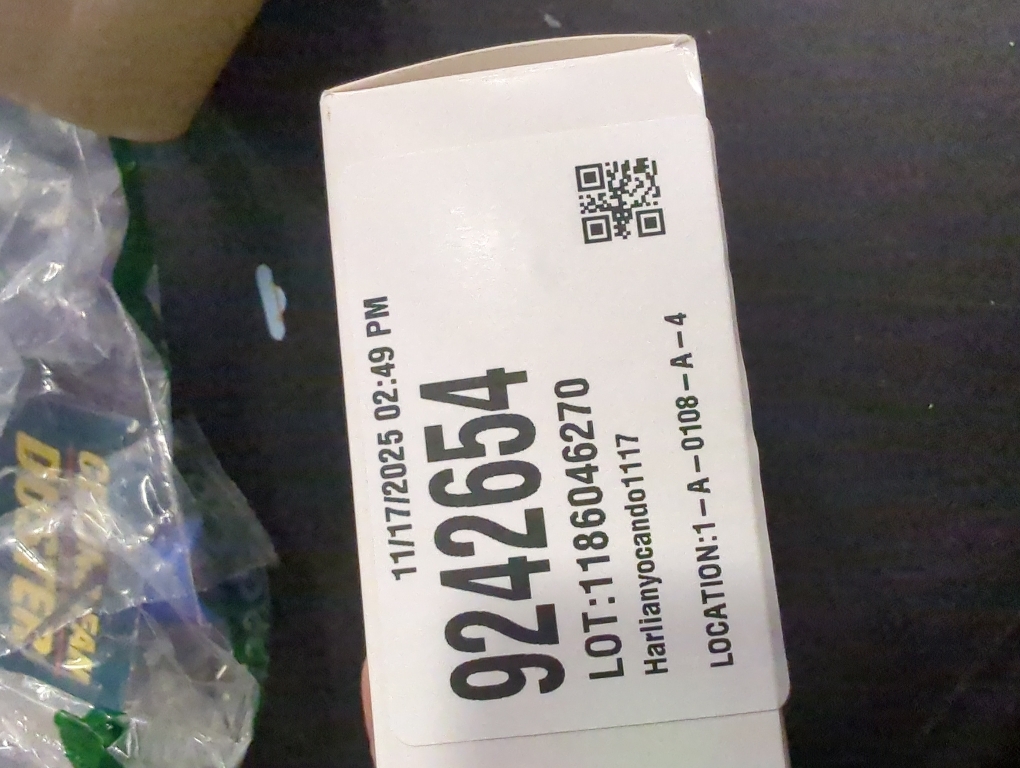 11/17/2025 02:49 PM
9242654
LOT:1186046270
Harlianyocando1117
LOCATION:1-A-0108-A-4